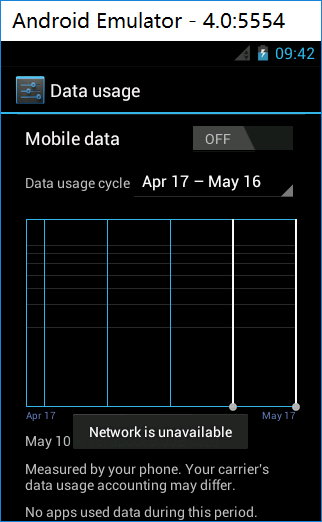 Android Emulator - 4.0:5554
09:42
Data usage
Mobile data OFF
Data usage cycle Apr 17 – May 16
Apr 17 May 17
May 10
Network is unavailable
Measured by your phone. Your carrier's
data usage accounting may differ.
No apps used data during this period.